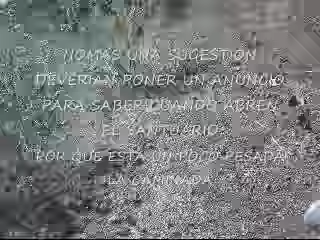 NOMAS UNA SUGESTION
DEVERIAN PONER UN ANUNCIO
PARA SABER CUANDO ABREN
EL SANTUARIO
POR QUE ESTA UN POCO PESADA
LA CAMINADA